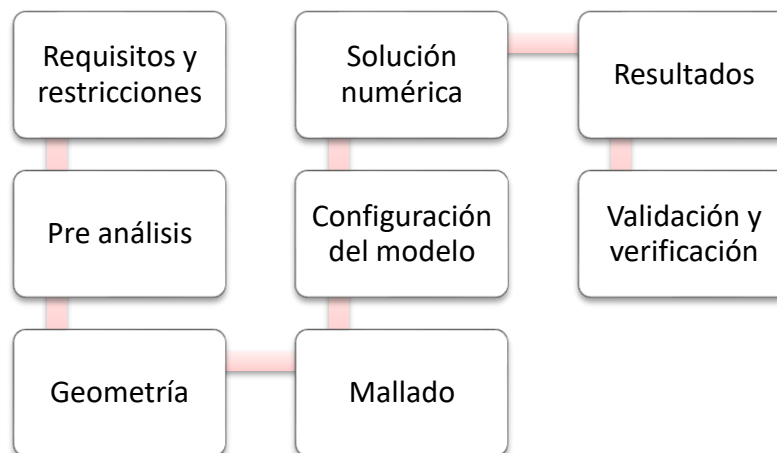 Requisitos y
restricciones
Pre análisis
Geometría
Mallado
Configuración
del modelo
Solución
numérica
Resultados
Validación y
verificación